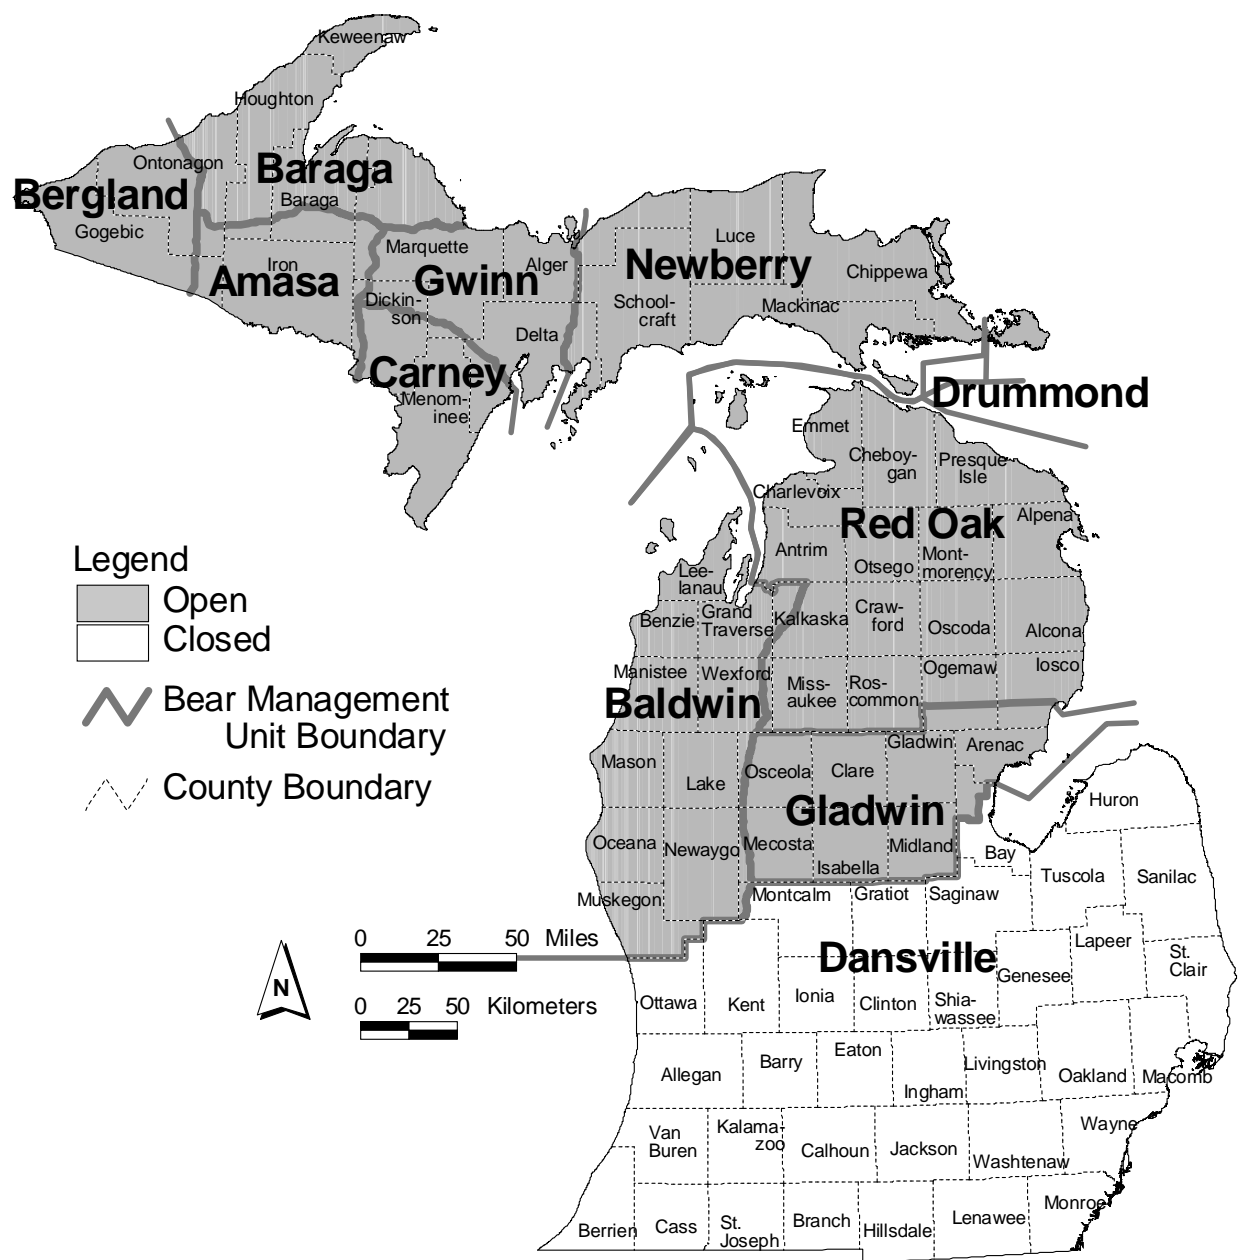 Keweenaw
Houghton
Ontonagon
Baraga
Bergland
Baraga
Gogebic
Marquette
Iron
Amasa
Gwinn
Alger
Newberry
Luce
Chippewa
Dickin-
son
School-
craft
Mackinac
Delta
Carney
Menom-
inee
Drummond
Emmet
Cheboy-
gan
Presque
Isle
Charlevoix
Red Oak
Alpena
Antrim
Otsego
Mont-
morency
Legend
Open
Closed
Bear Management
Unit Boundary
County Boundary
Lee-
lanau
Benzie
Grand
Traverse
Kalkaska
Craw-
ford
Oscoda
Alcona
Manistee
Wexford
Miss-
aukee
Ros-
common
Ogemaw
Iosco
Baldwin
Mason
Lake
Osceola
Clare
Gladwin
Arenac
Gladwin
Huron
Oceana
Newaygo
Mecosta
Isabella
Midland
Bay
Tuscola
Sanilac
Muskegon
Montcalm
Gratiot
Saginaw
0 25 50 Miles
Dansville
Genesee
Lapeer
St.
Clair
N
0 25 50 Kilometers
Ottawa
Kent
Ionia
Clinton
Shia-
wassee
Allegan
Barry
Eaton
Ingham
Livingston
Oakland
Macomb
Van
Buren
Kalama-
zoo
Calhoun
Jackson
Washtenaw
Wayne
Berrien
Cass
St.
Joseph
Branch
Hillsdale
Lenawee
Monroe